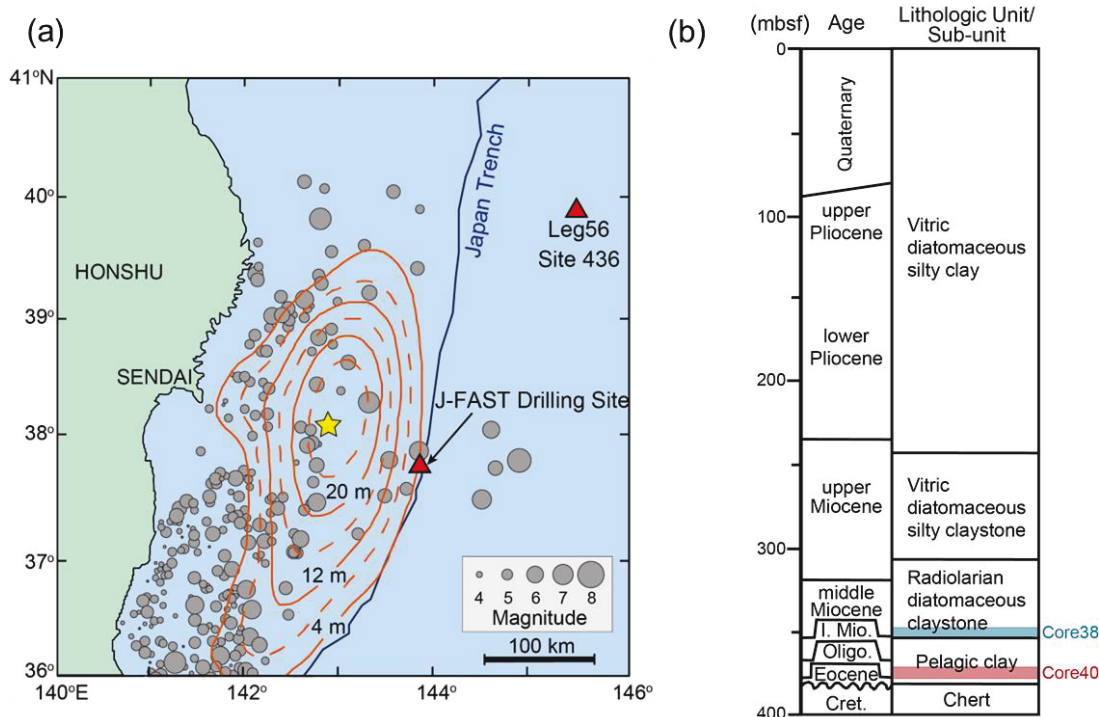 (a)
41°N
40°
39°
38°
37°
36°
140°E
142°
144°
146°
HONSHU
SENDAI
Japan Trench
Leg56
Site 436
J-FAST Drilling Site
20 m
12 m
4 m
4 5 6 7 8
Magnitude
100 km
(b)
(mbsf)
Age
Lithologic Unit/
Sub-unit
0
100
200
300
400
Quaternary
upper
Pliocene
lower
Pliocene
upper
Miocene
middle
Miocene
l. Mio.
Oligo.
Eocene
Cret.
Vitric
diatomaceous
silty clay
Vitric
diatomaceous
silty claystone
Radiolarian
diatomaceous
claystone
Pelagic clay
Chert
Core38
Core40